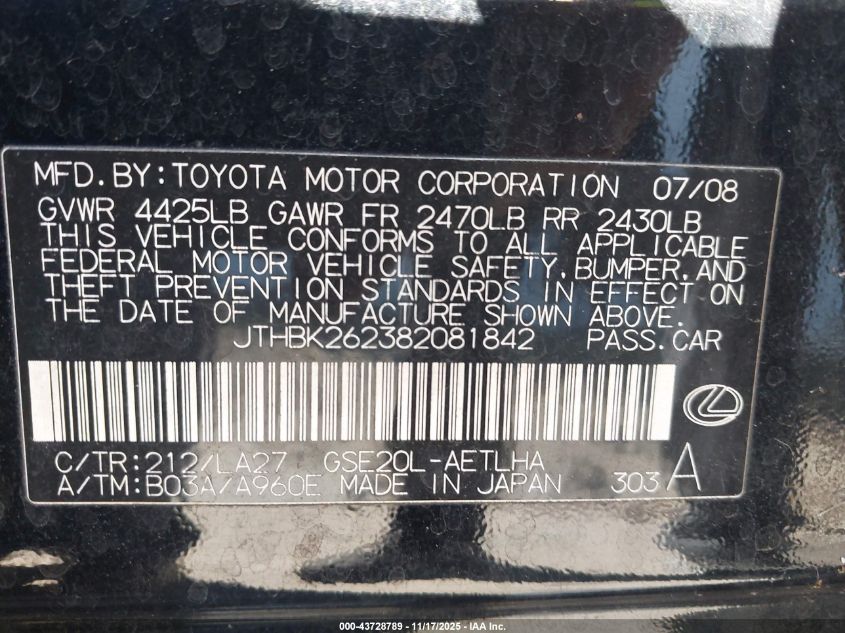 MFD.BY:TOYOTA MOTOR CORPORATION 07/08
GVWR 4425LB GAWR FR 2470LB RR 2430LB
THIS VEHICLE CONFORMS TO ALL APPLICABLE
FEDERAL MOTOR VEHICLE SAFETY,BUMPER,AND
THEFT PREVENTION STANDARDS IN EFFECT ON
THE DATE OF MANUFACTURE SHOWN ABOVE.
JTHBK262382081842 PASS.CAR
C/TR:212/LA27 GSE20L-AETLHA
A/TM:B03A/A960E MADE IN JAPAN 303 A
000-43728789 - 11/17/2025 - IAA Inc.